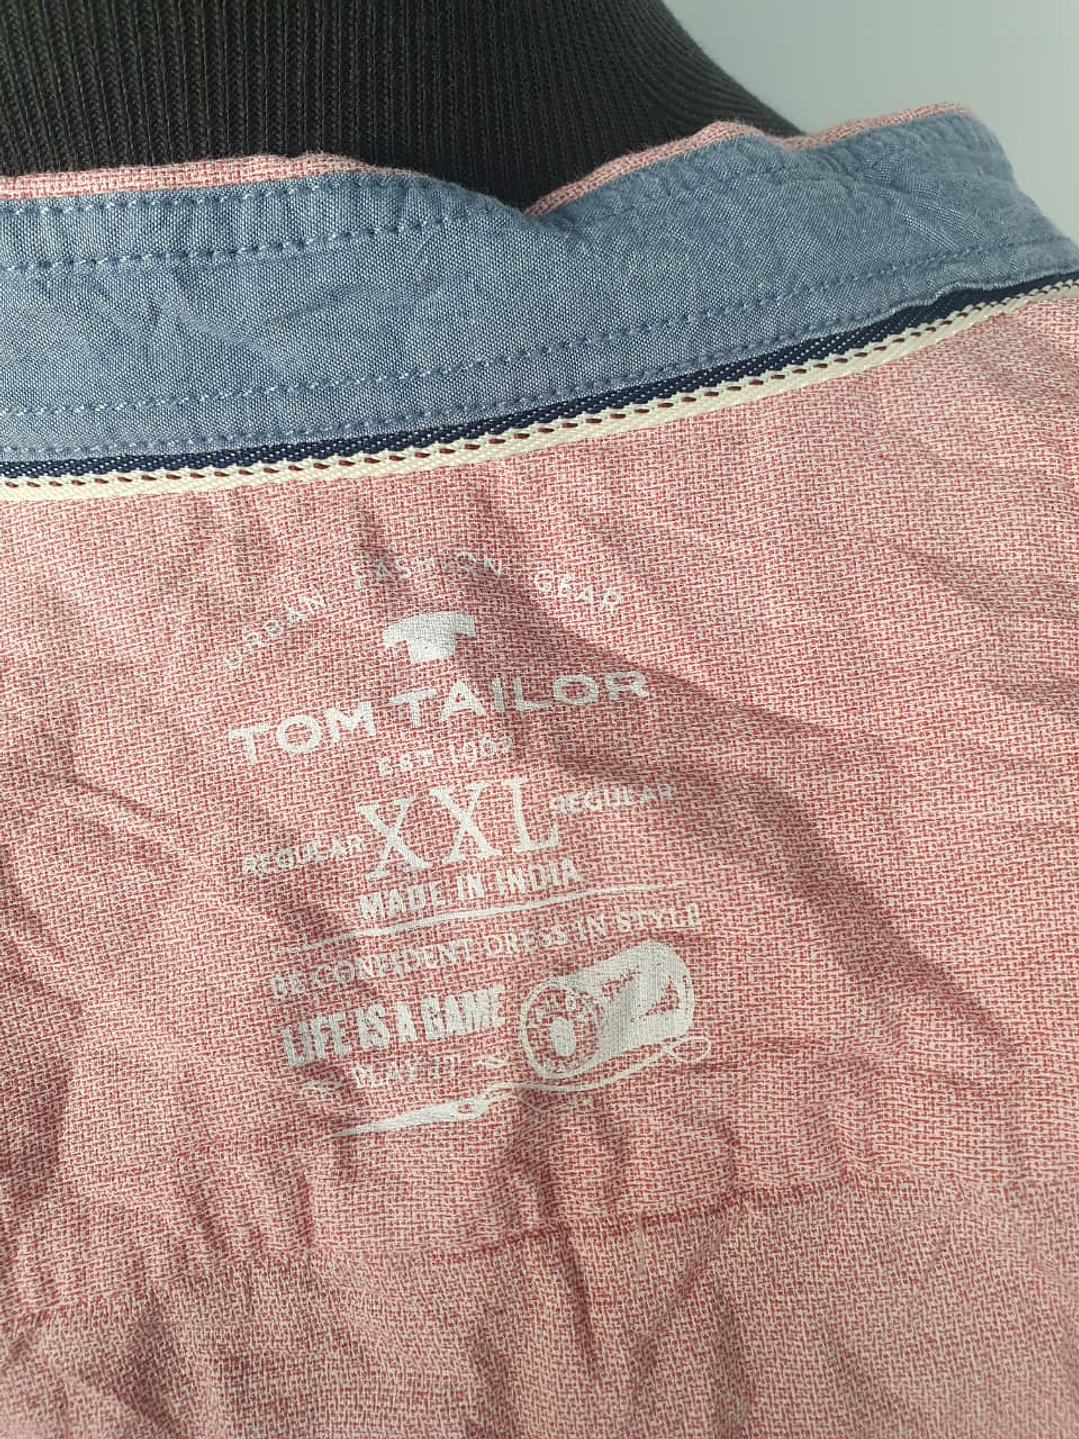 URBAN FASHION GEAR
TOM TAILOR
EST 1962
REGULAR XXL REGULAR
MADE IN INDIA
BE CONFIDENT DRESS IN STYLE
LIFE IS A GAME
~ PLAY IT ~